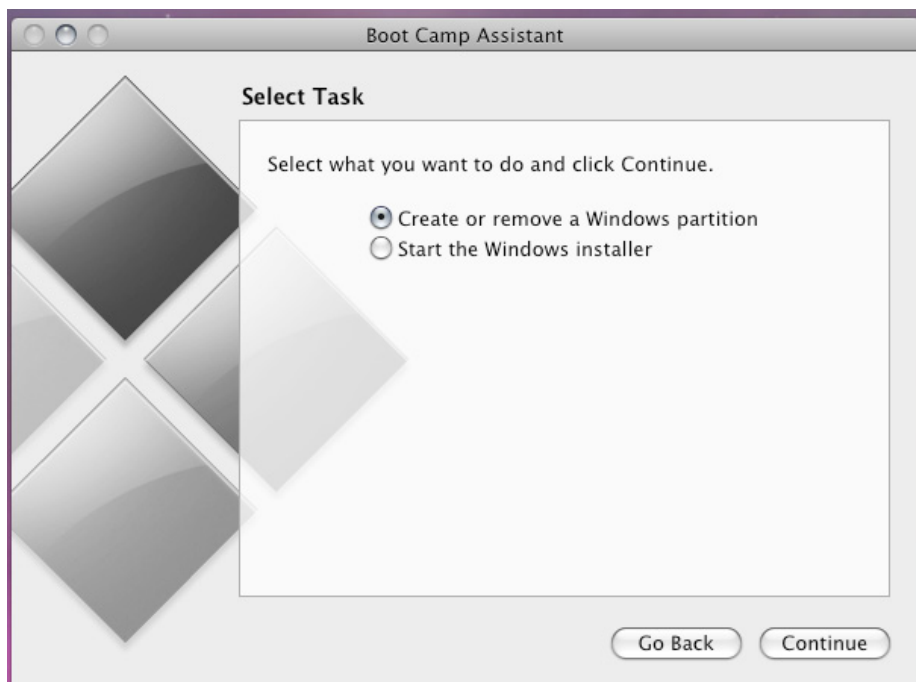 Boot Camp Assistant
Select Task
Select what you want to do and click Continue.
Create or remove a Windows partition
Start the Windows installer
Go Back
Continue